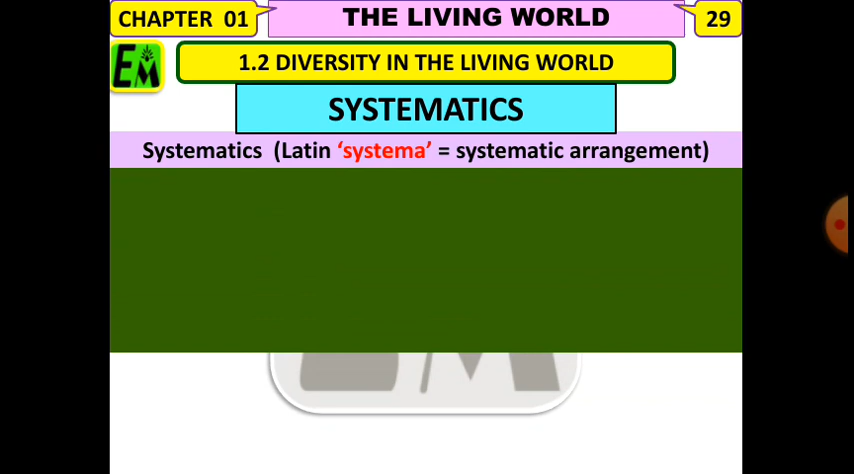 CHAPTER 01
THE LIVING WORLD
29
EM
1.2 DIVERSITY IN THE LIVING WORLD
SYSTEMATICS
Systematics (Latin ‘systema’ = systematic arrangement)